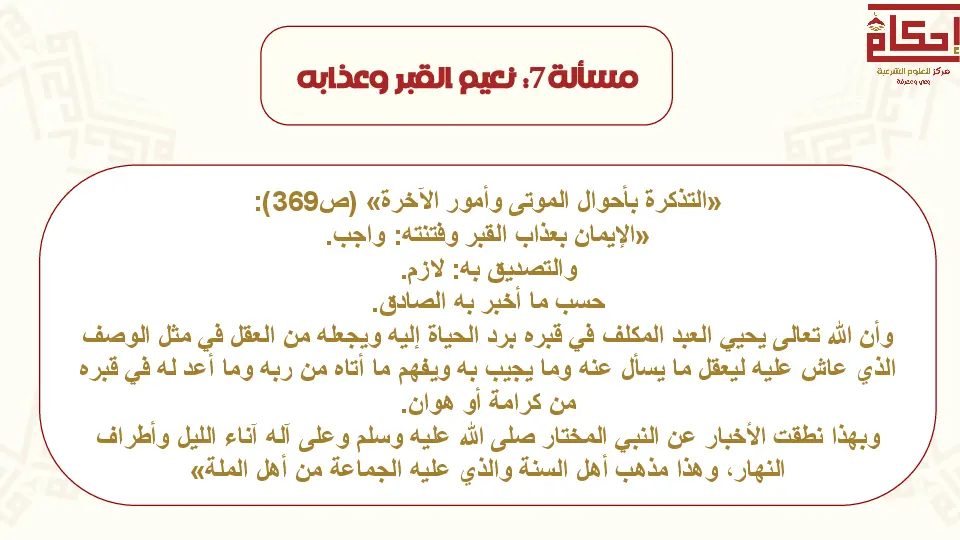 إحكام
مركز للعلوم الشرعية
وعي ومعرفة
مسألة 7: نعيم القبر وعذابه
«التذكرة بأحوال الموتى وأمور الآخرة» (ص369):
«الإيمان بعذاب القبر وفتنته: واجب.
والتصديق به: لازم.
حسب ما أخبر به الصادق.
وأن الله تعالى يحيي العبد المكلف في قبره برد الحياة إليه ويجعله من العقل في مثل الوصف
الذي عاش عليه ليعقل ما يسأل عنه وما يجيب به ويفهم ما أتاه من ربه وما أعد له في قبره
من كرامة أو هوان.
وبهذا نطقت الأخبار عن النبي المختار صلى الله عليه وسلم وعلى آله آناء الليل وأطراف
النهار، وهذا مذهب أهل السنة والذي عليه الجماعة من أهل الملة»